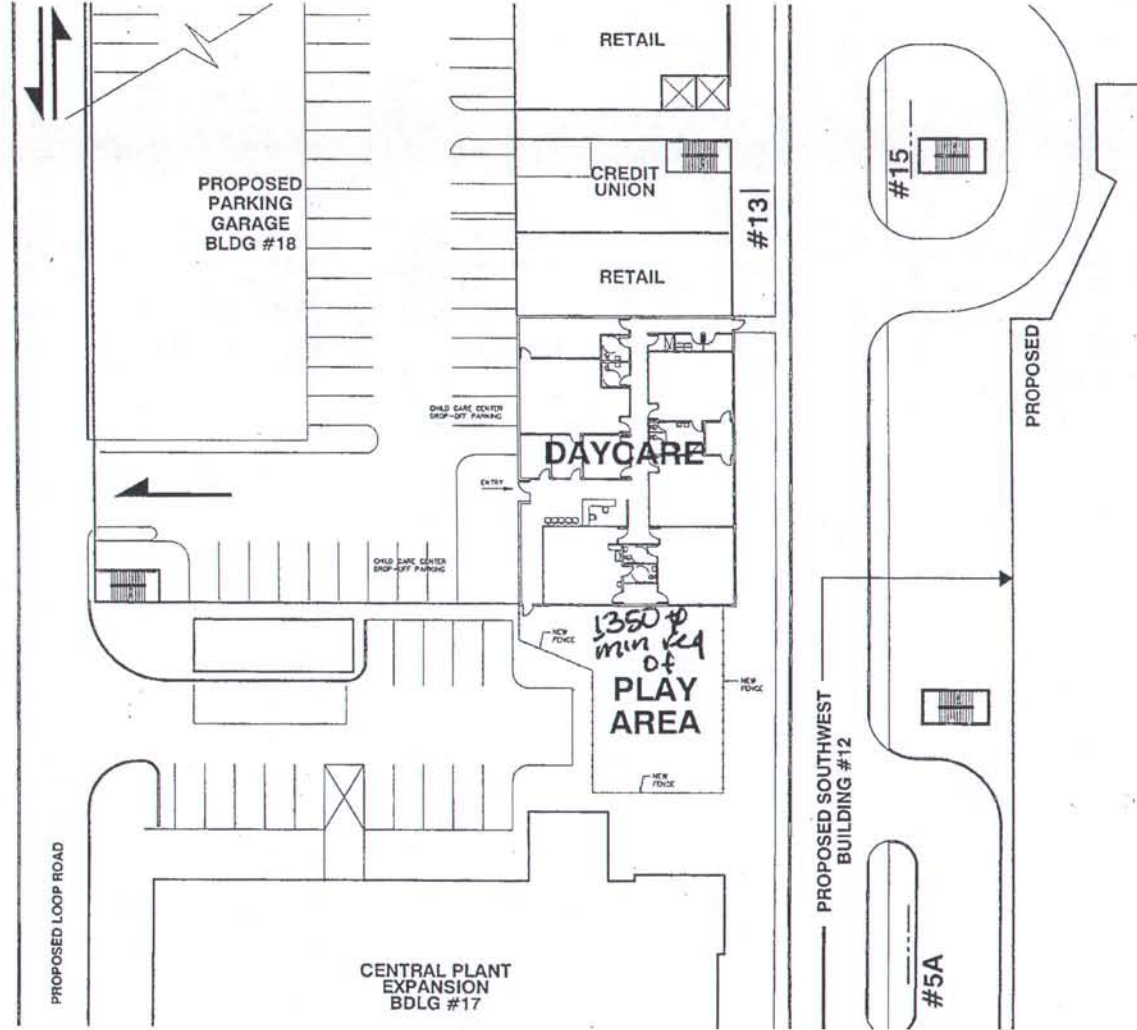 RETAIL
PROPOSED
PARKING
GARAGE
BLDG #18
CREDIT
UNION
#13
#15
RETAIL
PROPOSED
CHILD CARE CENTER
DROP-OFF PARKING
DAYCARE
ENTRY
CHILD CARE CENTER
DROP-OFF PARKING
1350 ϕ
min req
of
PLAY
AREA
NEW
FENCE
NEW
FENCE
NEW
FENCE
PROPOSED SOUTHWEST
BUILDING #12
PROPOSED LOOP ROAD
CENTRAL PLANT
EXPANSION
BDLG #17
#5A